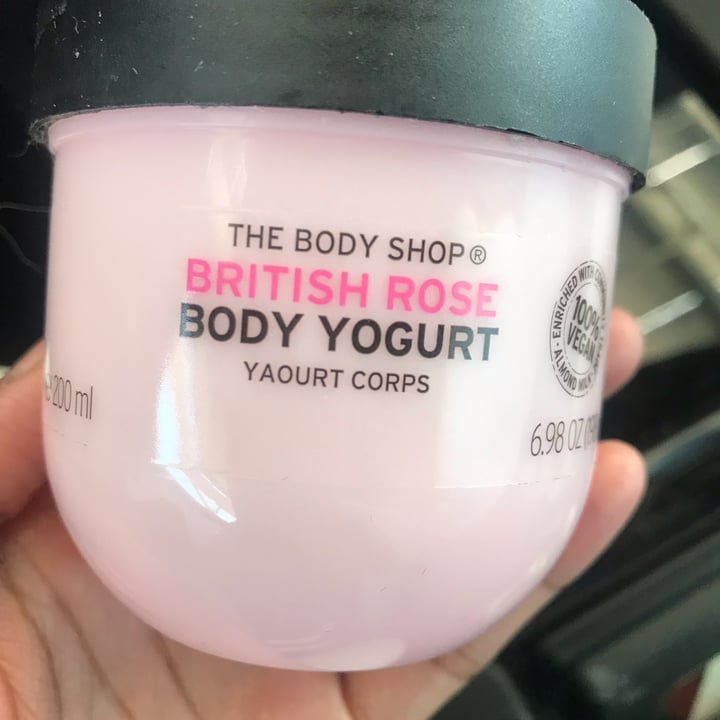 THE BODY SHOP®
BRITISH ROSE
BODY YOGURT
YAOURT CORPS
200 ml
ENRICHED WITH
100%
VEGAN
ALMOND MILK
6.98 OZ